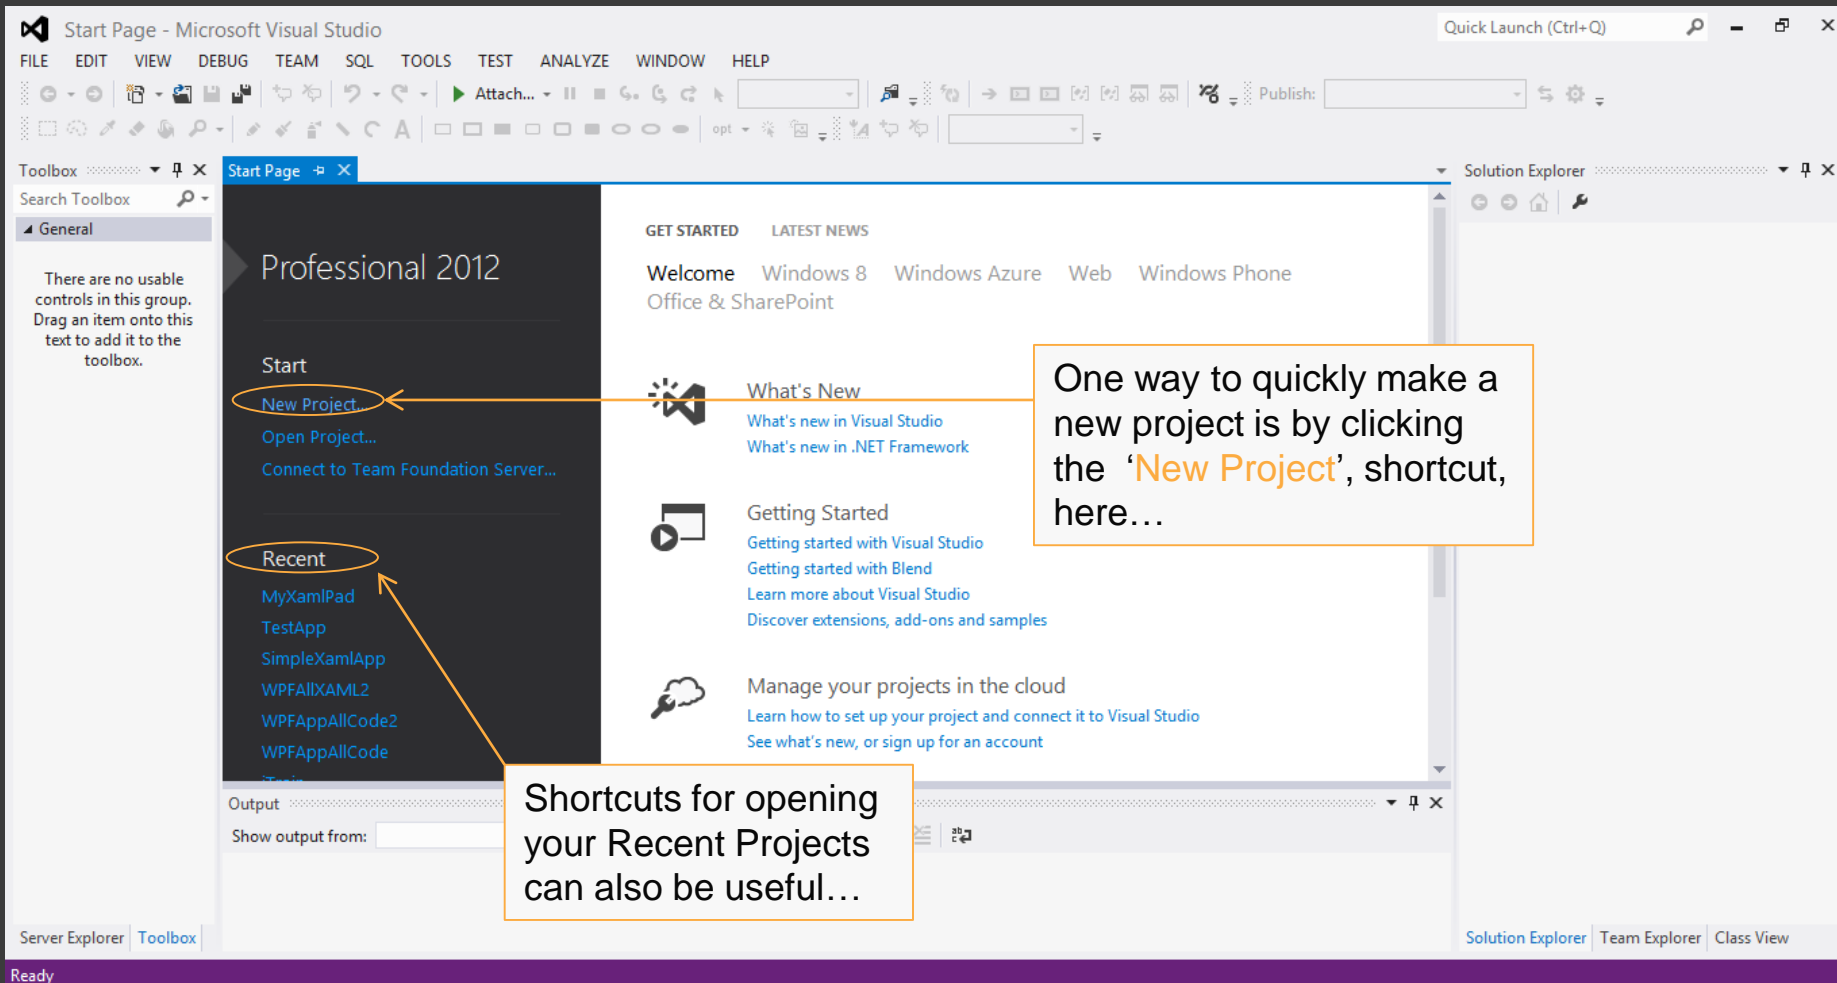 Start Page - Microsoft Visual Studio
Quick Launch (Ctrl+Q)
FILE EDIT VIEW DEBUG TEAM SQL TOOLS TEST ANALYZE WINDOW HELP
Attach...
Publish:
A opt
Toolbox
Start Page
Solution Explorer
Search Toolbox
General
There are no usable
controls in this group.
Drag an item onto this
text to add it to the
toolbox.
Professional 2012
Start
New Project...
Open Project...
Connect to Team Foundation Server...
Recent
MyXamlPad
TestApp
SimpleXamlApp
WPFAllXAML2
WPFAppAllCode2
WPFAppAllCode
iTrain
GET STARTED LATEST NEWS
Welcome Windows 8 Windows Azure Web Windows Phone
Office & SharePoint
What's New
What's new in Visual Studio
What's new in .NET Framework
Getting Started
Getting started with Visual Studio
Getting started with Blend
Learn more about Visual Studio
Discover extensions, add-ons and samples
Manage your projects in the cloud
Learn how to set up your project and connect it to Visual Studio
See what's new, or sign up for an account
One way to quickly make a
new project is by clicking
the ‘New Project’, shortcut,
here…
Shortcuts for opening
your Recent Projects
can also be useful…
Output
Show output from:
Server Explorer Toolbox
Solution Explorer Team Explorer Class View
Ready